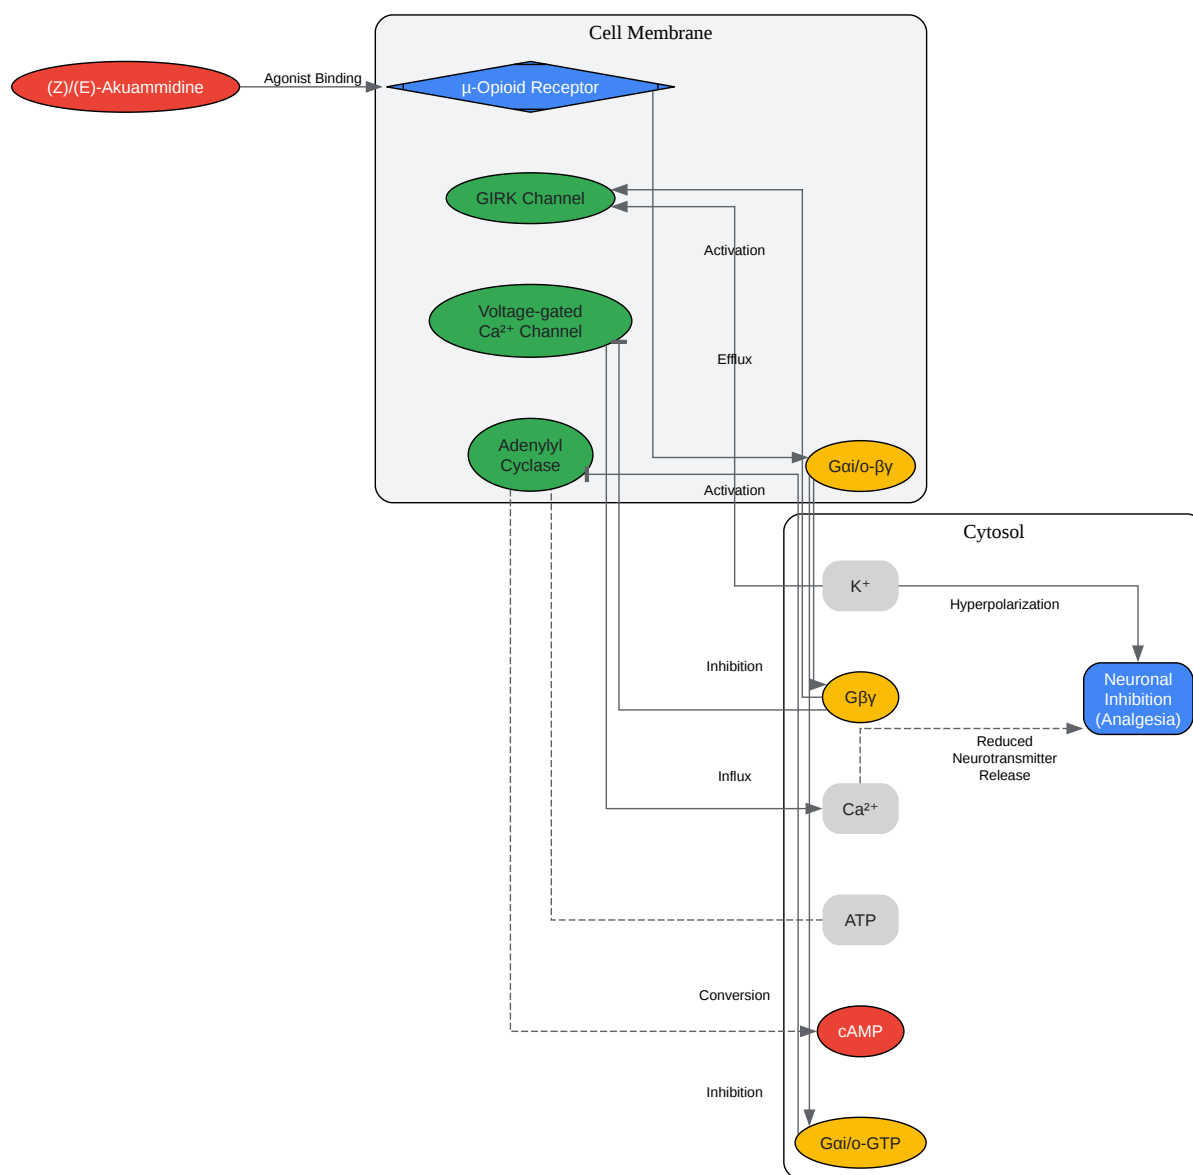 Cell Membrane
(Z)/(E)-Akuammidine
Agonist Binding
µ-Opioid Receptor
GIRK Channel
Activation
Voltage-gated
Ca²⁺ Channel
Efflux
Adenylyl
Cyclase
Gαi/o-βγ
Activation
Cytosol
K⁺
Hyperpolarization
Inhibition
Gβγ
Neuronal
Inhibition
(Analgesia)
Reduced
Neurotransmitter
Release
Influx
Ca²⁺
ATP
Conversion
cAMP
Inhibition
Gαi/o-GTP